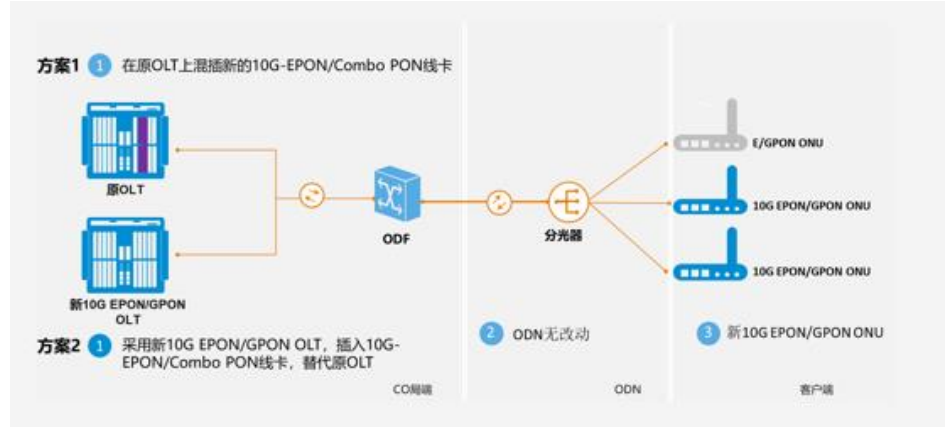 方案1 1 在原OLT上混插新的10G-EPON/Combo PON线卡
原OLT
新10G EPON/GPON
OLT
ODF
分光器
E/GPON ONU
10G EPON/GPON ONU
10G EPON/GPON ONU
方案2 1 采用新10G EPON/GPON OLT，插入10G-
EPON/Combo PON线卡，替代原OLT
2 ODN无改动
3 新10G EPON/GPON ONU
CO局端
ODN
客户端